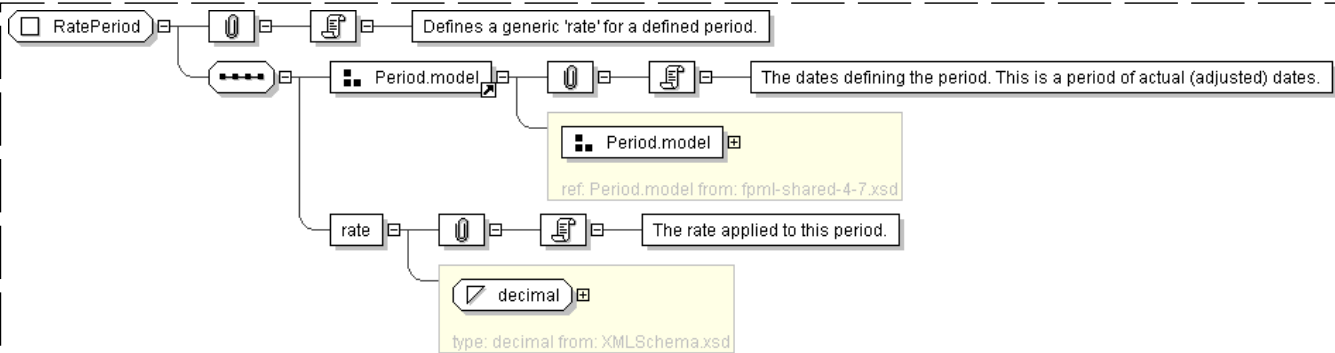 RatePeriod
Defines a generic 'rate' for a defined period.
Period.model
The dates defining the period. This is a period of actual (adjusted) dates.
Period.model
ref: Period.model from: fpml-shared-4-7.xsd
rate
The rate applied to this period.
decimal
type: decimal from: XMLSchema.xsd